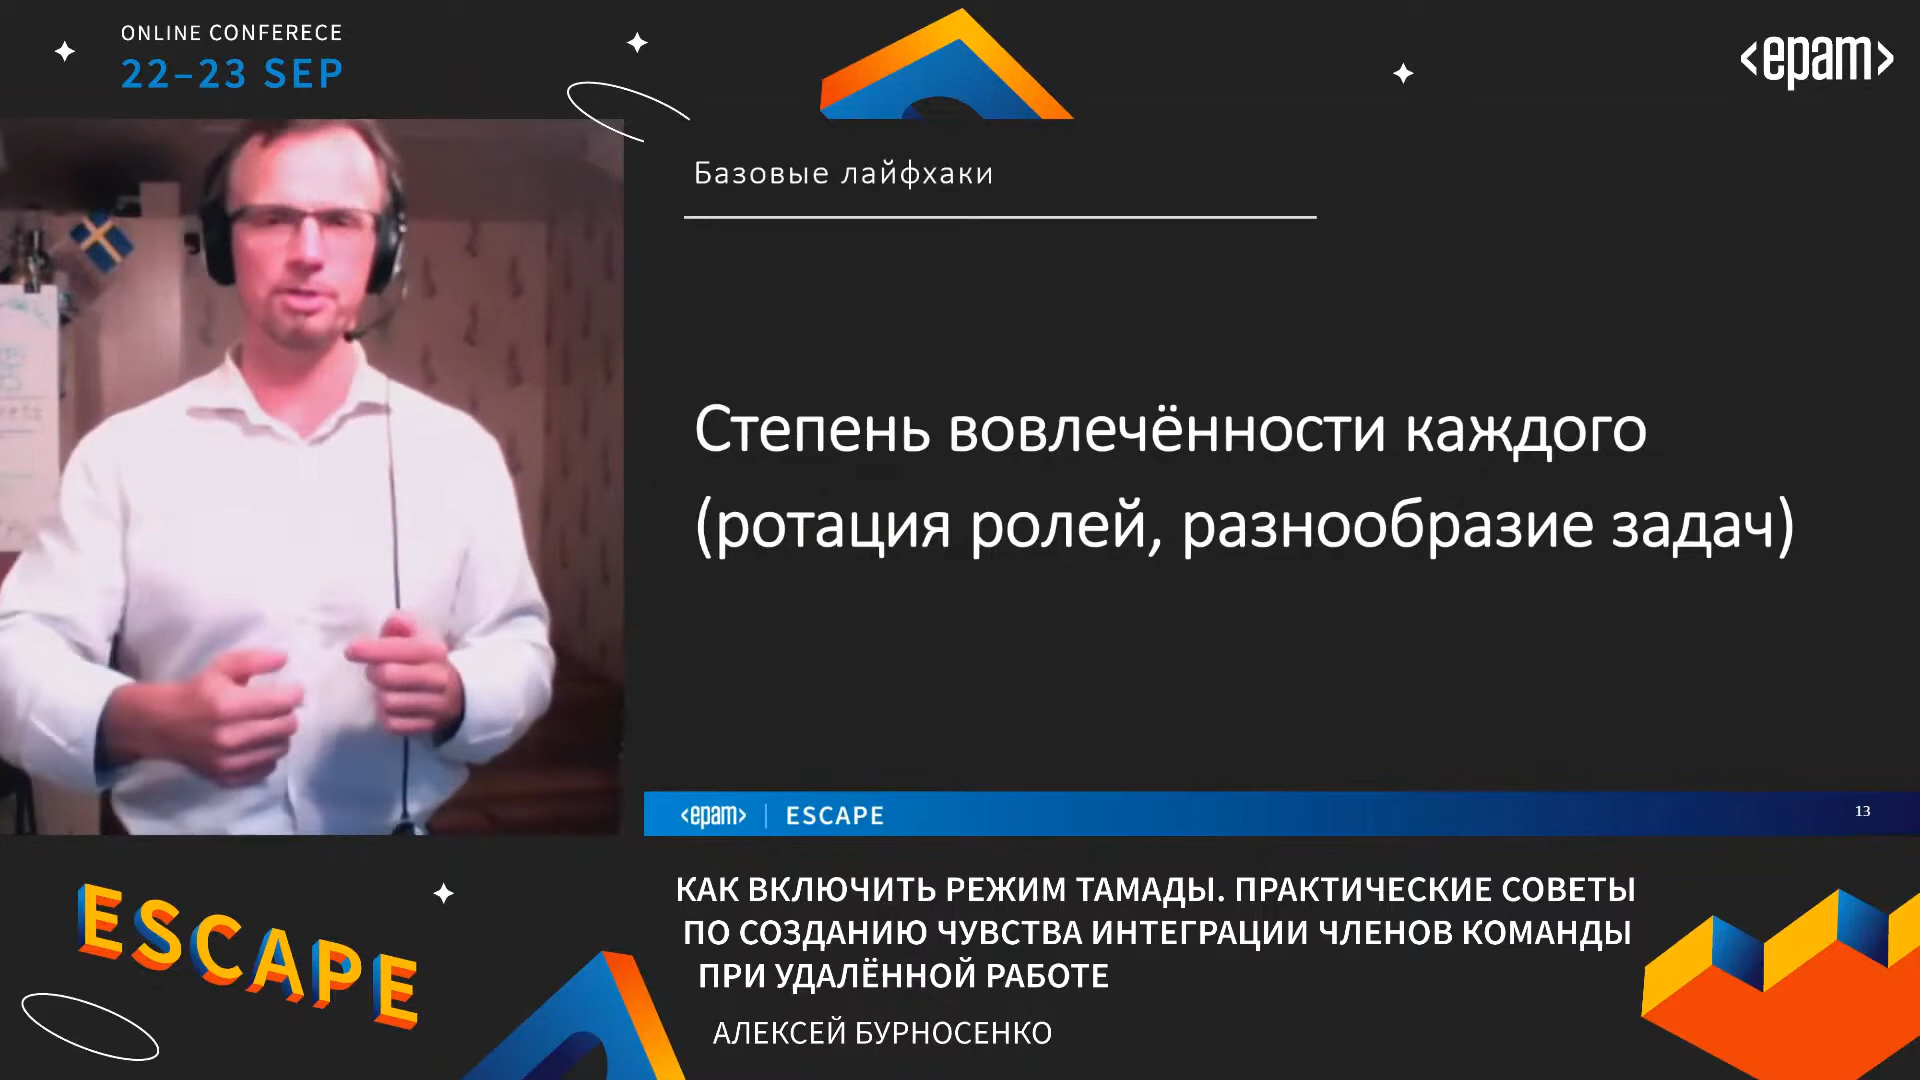 ONLINE CONFERECE
22–23 SEP
<epam>
Базовые лайфхаки
Степень вовлечённости каждого
(ротация ролей, разнообразие задач)
<epam> | ESCAPE
13
ESCAPE
КАК ВКЛЮЧИТЬ РЕЖИМ ТАМАДЫ. ПРАКТИЧЕСКИЕ СОВЕТЫ
ПО СОЗДАНИЮ ЧУВСТВА ИНТЕГРАЦИИ ЧЛЕНОВ КОМАНДЫ
ПРИ УДАЛЁННОЙ РАБОТЕ
АЛЕКСЕЙ БУРНОСЕНКО